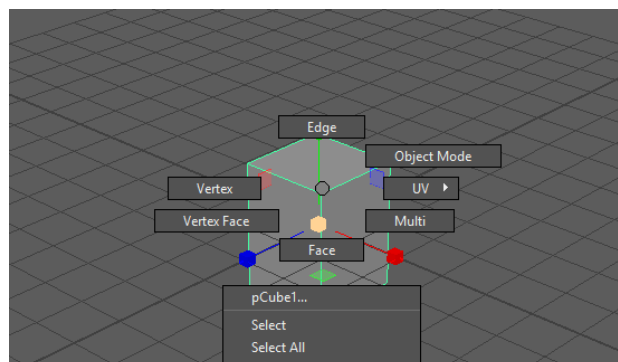 Edge
Object Mode
Vertex
UV
Vertex Face
Multi
Face
pCube1...
Select
Select All